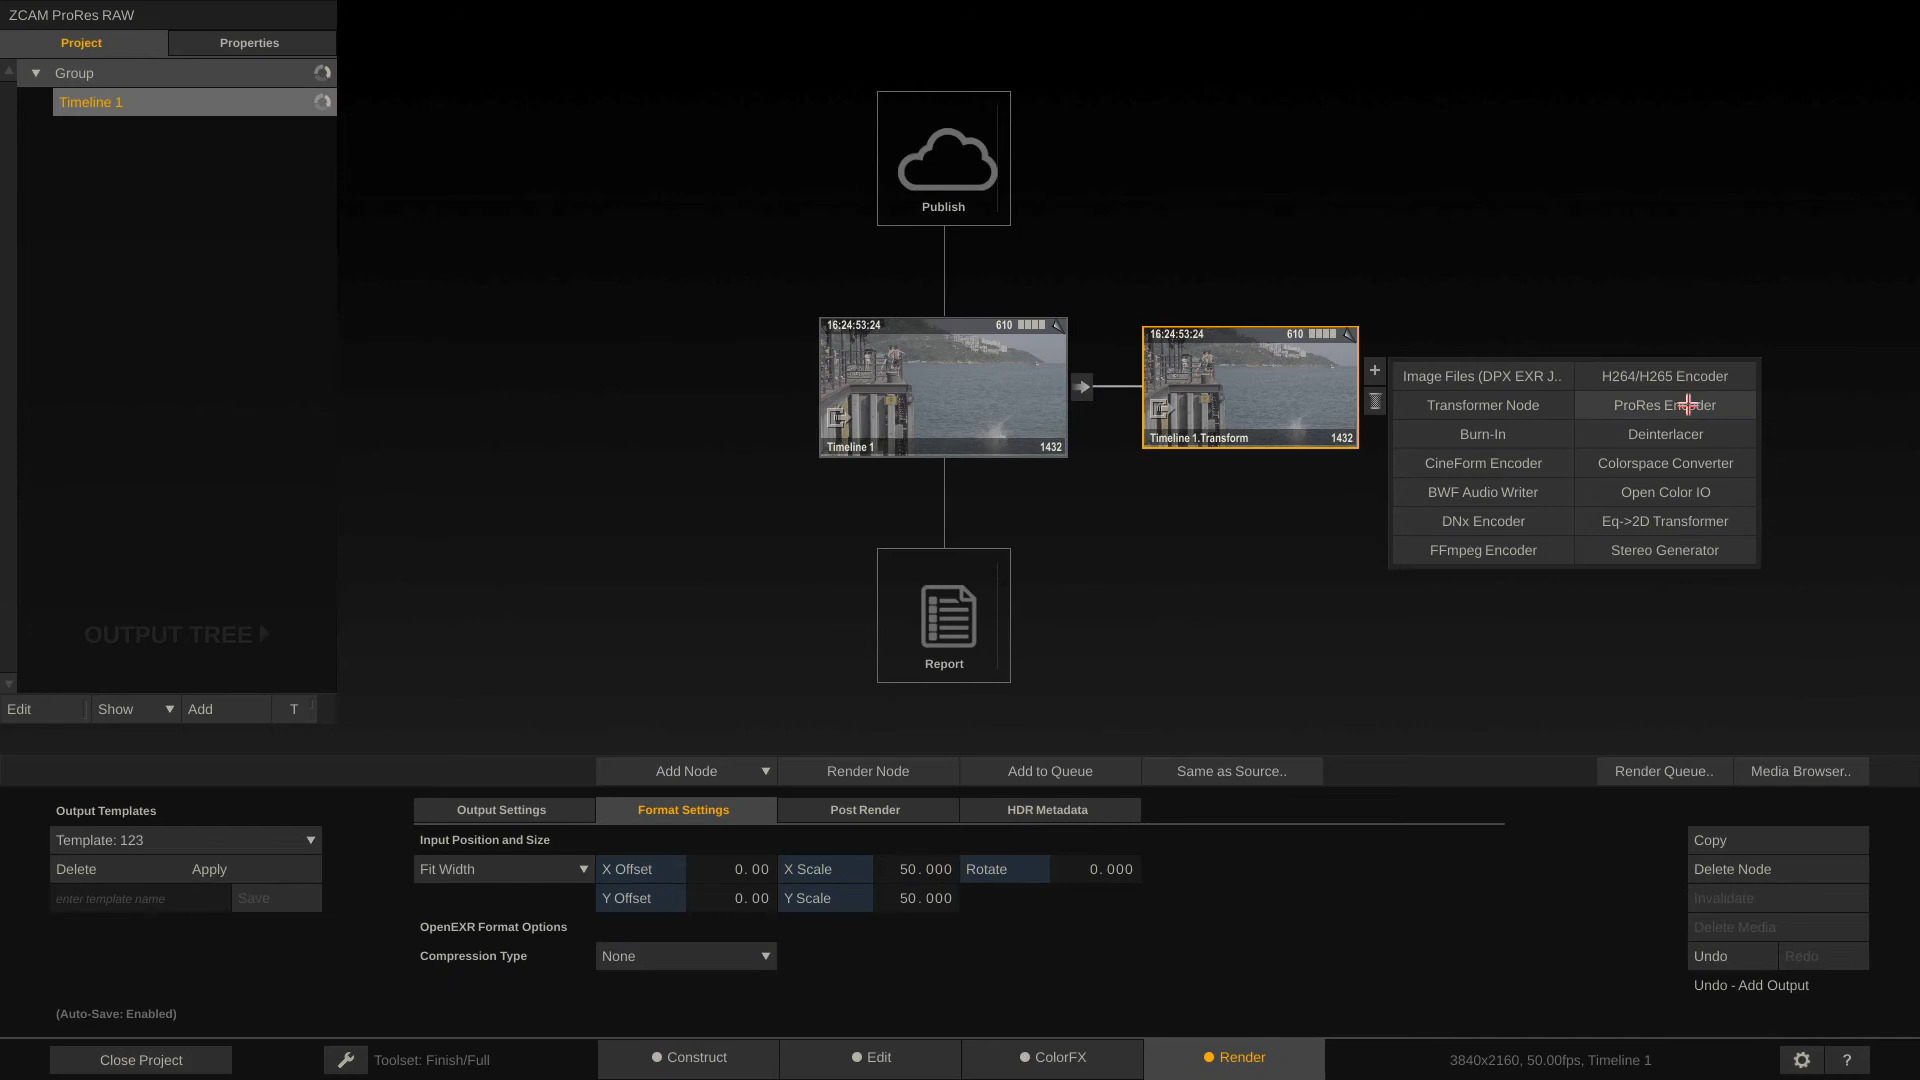 ZCAM ProRes RAW
Project
Properties
Group
Timeline 1
OUTPUT TREE
Edit
Show
Add
T
Publish
16:24:53:24
610
Timeline 1
1432
16:24:53:24
610
Timeline 1.Transform
1432
Report
+
Image Files (DPX EXR J..
H264/H265 Encoder
Transformer Node
ProRes Encoder
Burn-In
Deinterlacer
CineForm Encoder
Colorspace Converter
BWF Audio Writer
Open Color IO
DNx Encoder
Eq->2D Transformer
FFmpeg Encoder
Stereo Generator
Add Node
Render Node
Add to Queue
Same as Source..
Render Queue..
Media Browser..
Output Templates
Template: 123
Delete
Apply
enter template name
Save
(Auto-Save: Enabled)
Output Settings
Format Settings
Post Render
HDR Metadata
Input Position and Size
Fit Width
X Offset
0.00
X Scale
50.000
Rotate
0.000
Y Offset
0.00
Y Scale
50.000
OpenEXR Format Options
Compression Type
None
Copy
Delete Node
Invalidate
Delete Media
Undo
Redo
Undo - Add Output
Close Project
Toolset: Finish/Full
Construct
Edit
ColorFX
Render
3840x2160, 50.00fps, Timeline 1
?